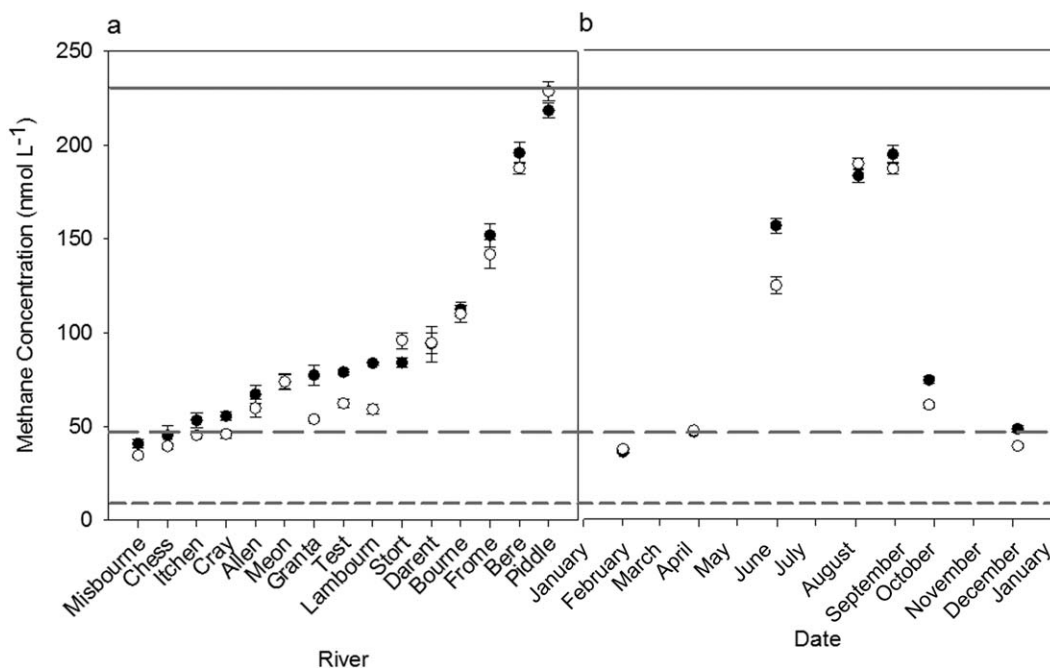 a
b
Methane Concentration (nmol L⁻¹)
250
200
150
100
50
0
Misbourne
Chess
Itchen
Cray
Allen
Meon
Granta
Test
Lambourn
Stort
Darent
Bourne
Frome
Bere
Piddle
January
February
March
April
May
June
July
August
September
October
November
December
January
River
Date